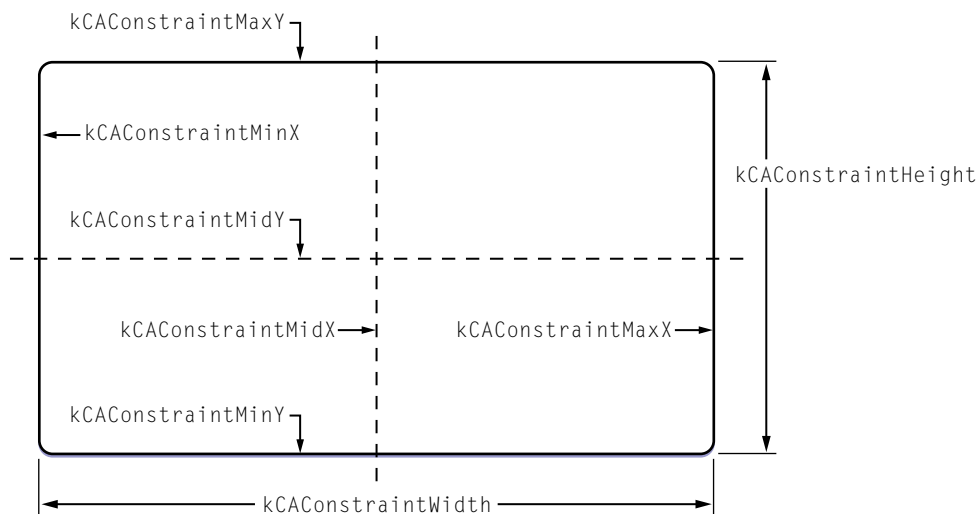 kCAConstraintMaxY
kCAConstraintMinX
kCAConstraintHeight
kCAConstraintMidY
kCAConstraintMidX
kCAConstraintMaxX
kCAConstraintMinY
kCAConstraintWidth